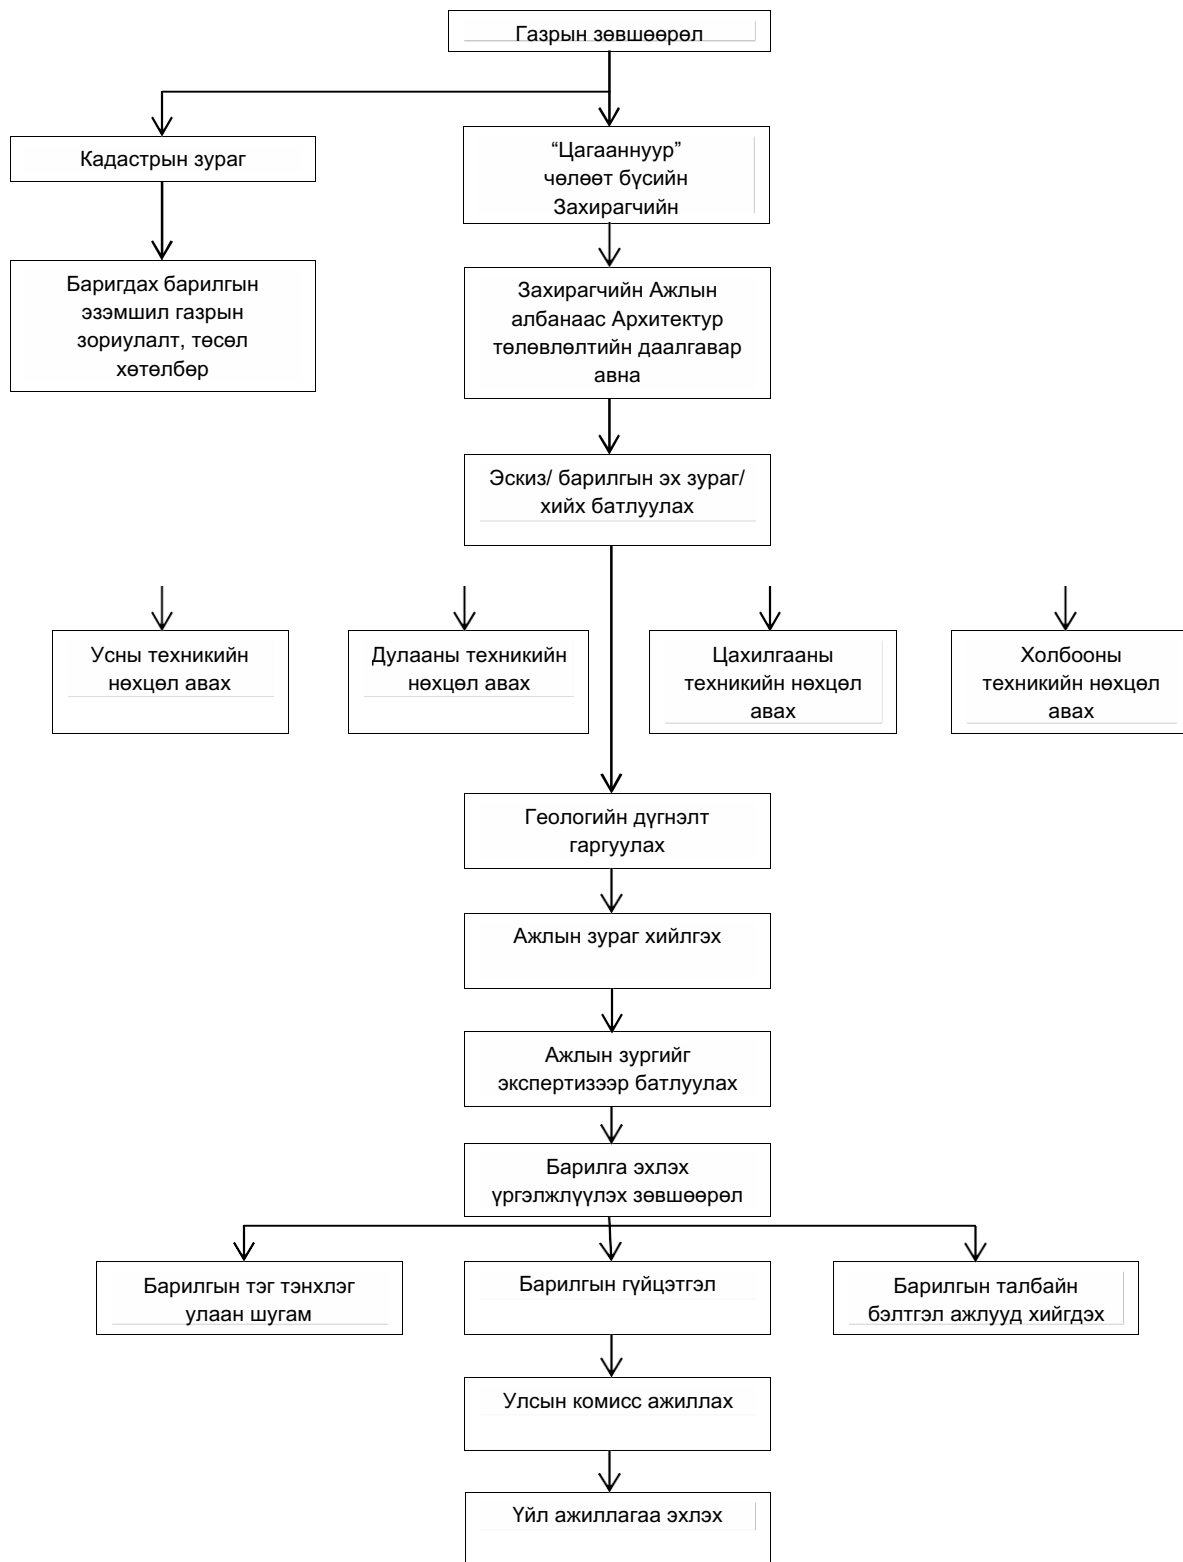 Газрын зөвшөөрөл
Кадастрын зураг
“Цагааннуур”
чөлөөт бүсийн
Захирагчийн
Баригдах барилгын
эзэмшил газрын
зориулалт, төсөл
хөтөлбөр
Захирагчийн Ажлын
албанаас Архитектур
төлөвлөлтийн даалгавар
авна
Эскиз/ барилгын эх зураг/
хийх батлуулах
Усны техникийн
нөхцөл авах
Дулааны техникийн
нөхцөл авах
Цахилгааны
техникийн нөхцөл
авах
Холбооны
техникийн нөхцөл
авах
Геологийн дүгнэлт
гаргуулах
Ажлын зураг хийлгэх
Ажлын зургийг
экспертизээр батлуулах
Барилга эхлэх
үргэлжлүүлэх зөвшөөрөл
Барилгын тэг тэнхлэг
улаан шугам
Барилгын гүйцэтгэл
Барилгын талбайн
бэлтгэл ажлууд хийгдэх
Улсын комисс ажиллах
Үйл ажиллагаа эхлэх